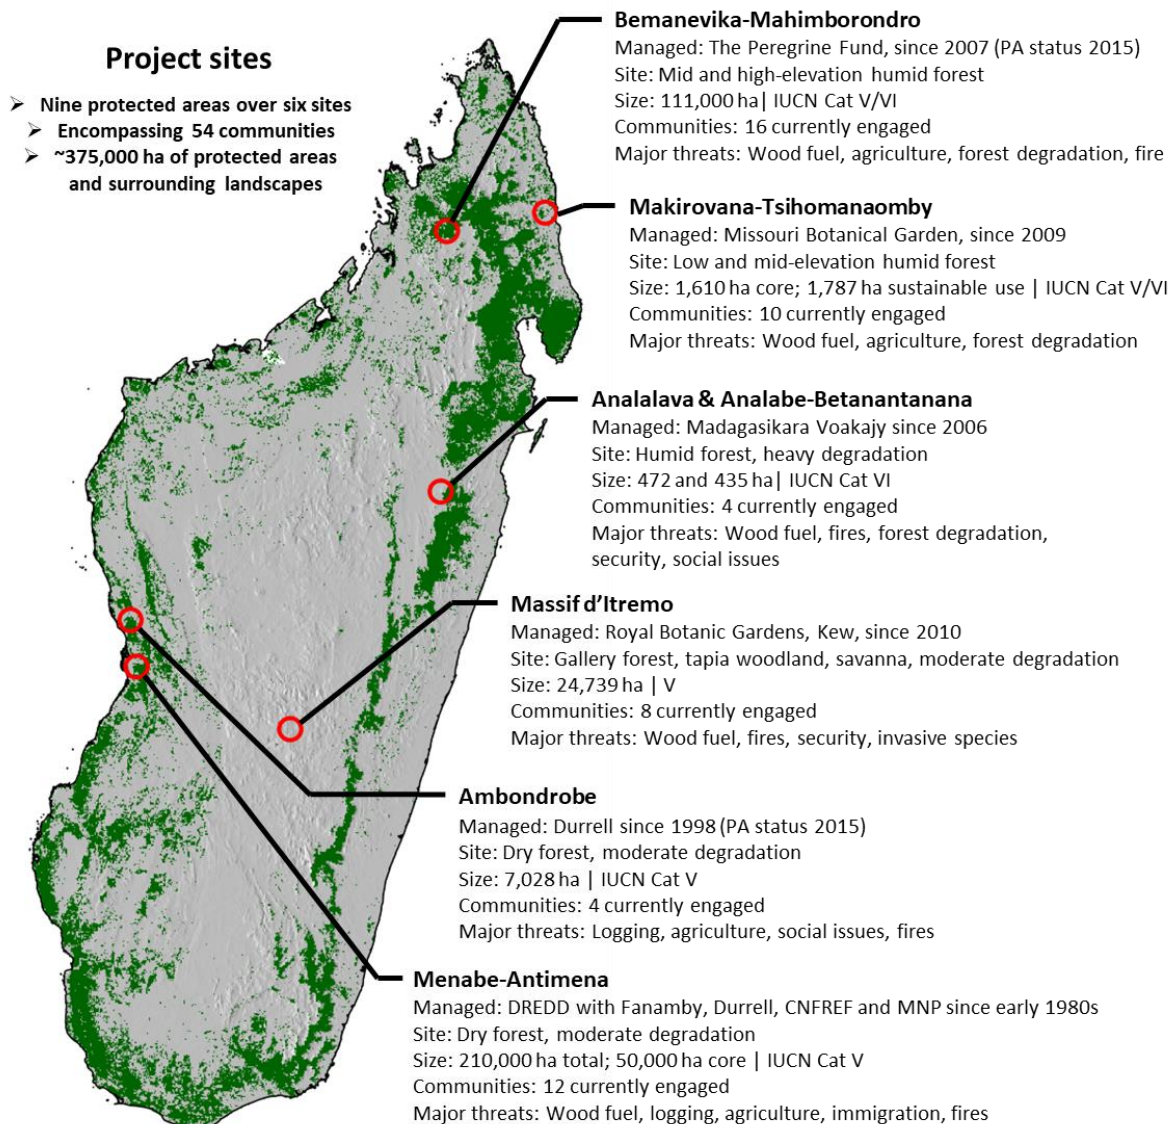 Project sites
➤ Nine protected areas over six sites
➤ Encompassing 54 communities
➤ ~375,000 ha of protected areas
and surrounding landscapes
Bemanevika-Mahimborondro
Managed: The Peregrine Fund, since 2007 (PA status 2015)
Site: Mid and high-elevation humid forest
Size: 111,000 ha| IUCN Cat V/VI
Communities: 16 currently engaged
Major threats: Wood fuel, agriculture, forest degradation, fire
Makirovana-Tsihomanaomby
Managed: Missouri Botanical Garden, since 2009
Site: Low and mid-elevation humid forest
Size: 1,610 ha core; 1,787 ha sustainable use | IUCN Cat V/VI
Communities: 10 currently engaged
Major threats: Wood fuel, agriculture, forest degradation
Analalava & Analabe-Betanantanana
Managed: Madagasikara Voakajy since 2006
Site: Humid forest, heavy degradation
Size: 472 and 435 ha| IUCN Cat VI
Communities: 4 currently engaged
Major threats: Wood fuel, fires, forest degradation,
security, social issues
Massif d'Itremo
Managed: Royal Botanic Gardens, Kew, since 2010
Site: Gallery forest, tapia woodland, savanna, moderate degradation
Size: 24,739 ha | V
Communities: 8 currently engaged
Major threats: Wood fuel, fires, security, invasive species
Ambondrobe
Managed: Durrell since 1998 (PA status 2015)
Site: Dry forest, moderate degradation
Size: 7,028 ha | IUCN Cat V
Communities: 4 currently engaged
Major threats: Logging, agriculture, social issues, fires
Menabe-Antimena
Managed: DREDD with Fanamby, Durrell, CNFREF and MNP since early 1980s
Site: Dry forest, moderate degradation
Size: 210,000 ha total; 50,000 ha core | IUCN Cat V
Communities: 12 currently engaged
Major threats: Wood fuel, logging, agriculture, immigration, fires